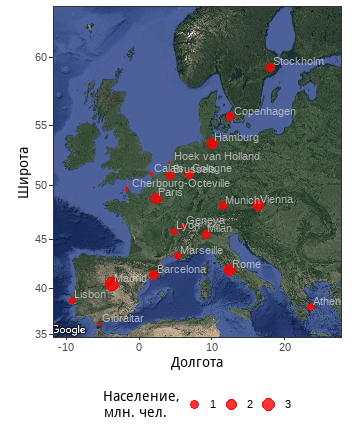 Широта
60
55
50
45
40
35
Stockholm
Copenhagen
Hamburg
Hoek van Holland
Calais
Brussels
Cologne
Cherbourg-Octeville
Paris
Munich
Vienna
Geneva
Lyon
Milan
Marseille
Rome
Barcelona
Madrid
Lisbon
Gibraltar
Athen
Google
-10 0 10 20
Долгота
Население,
млн. чел.
1 2 3